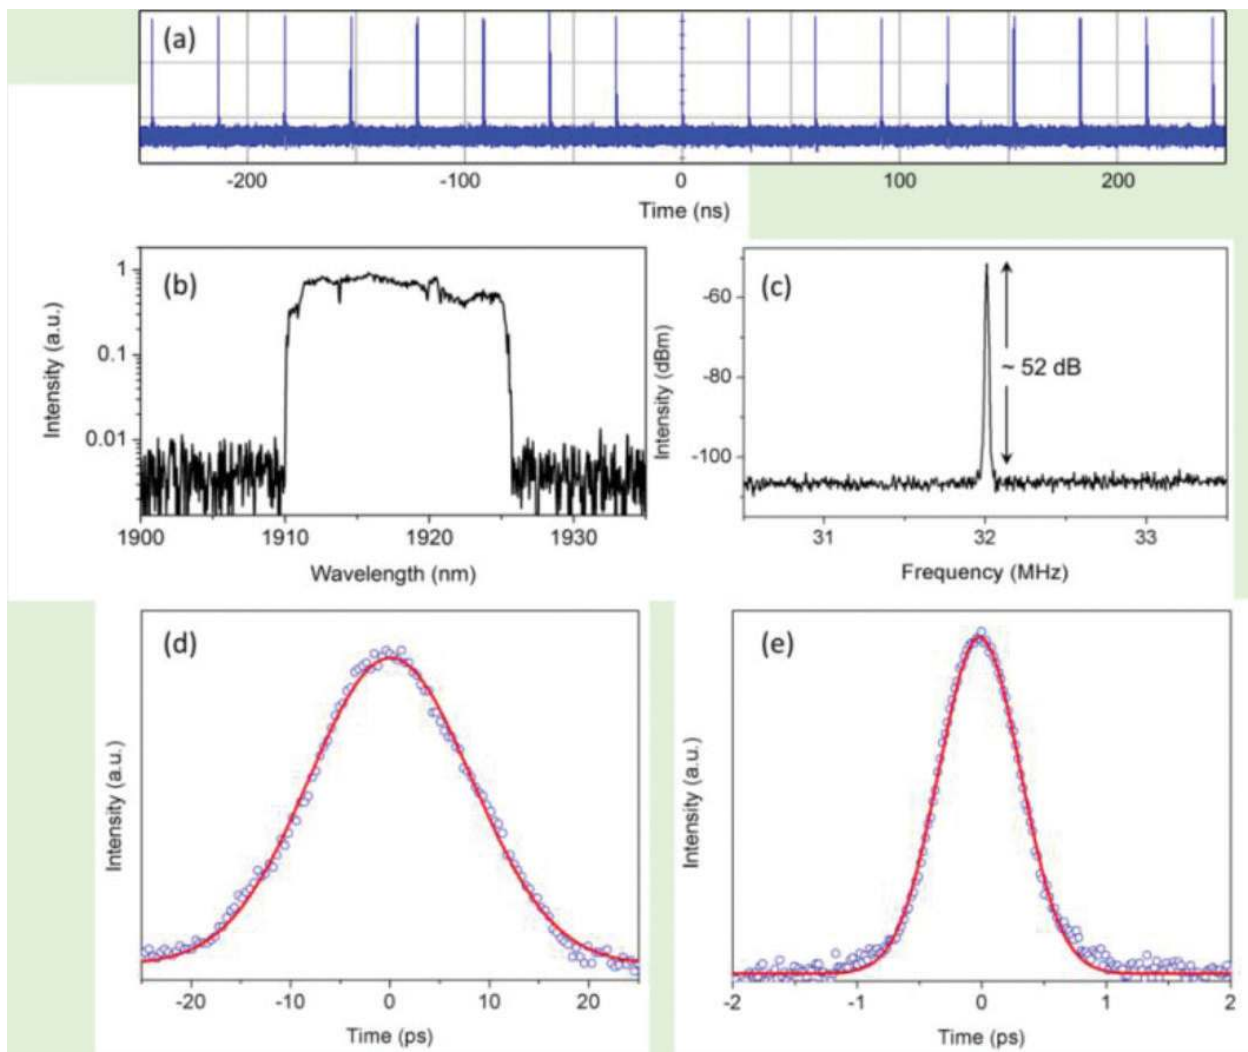 (a)
-200 -100 0 100 200
Time (ns)
(b)
1
0.1
0.01
Intensity (a.u.)
1900 1910 1920 1930
Wavelength (nm)
(c)
-60
-80
-100
~ 52 dB
Intensity (dBm)
31 32 33
Frequency (MHz)
(d)
Intensity (a.u.)
-20 -10 0 10 20
Time (ps)
(e)
Intensity (a.u.)
-2 -1 0 1 2
Time (ps)